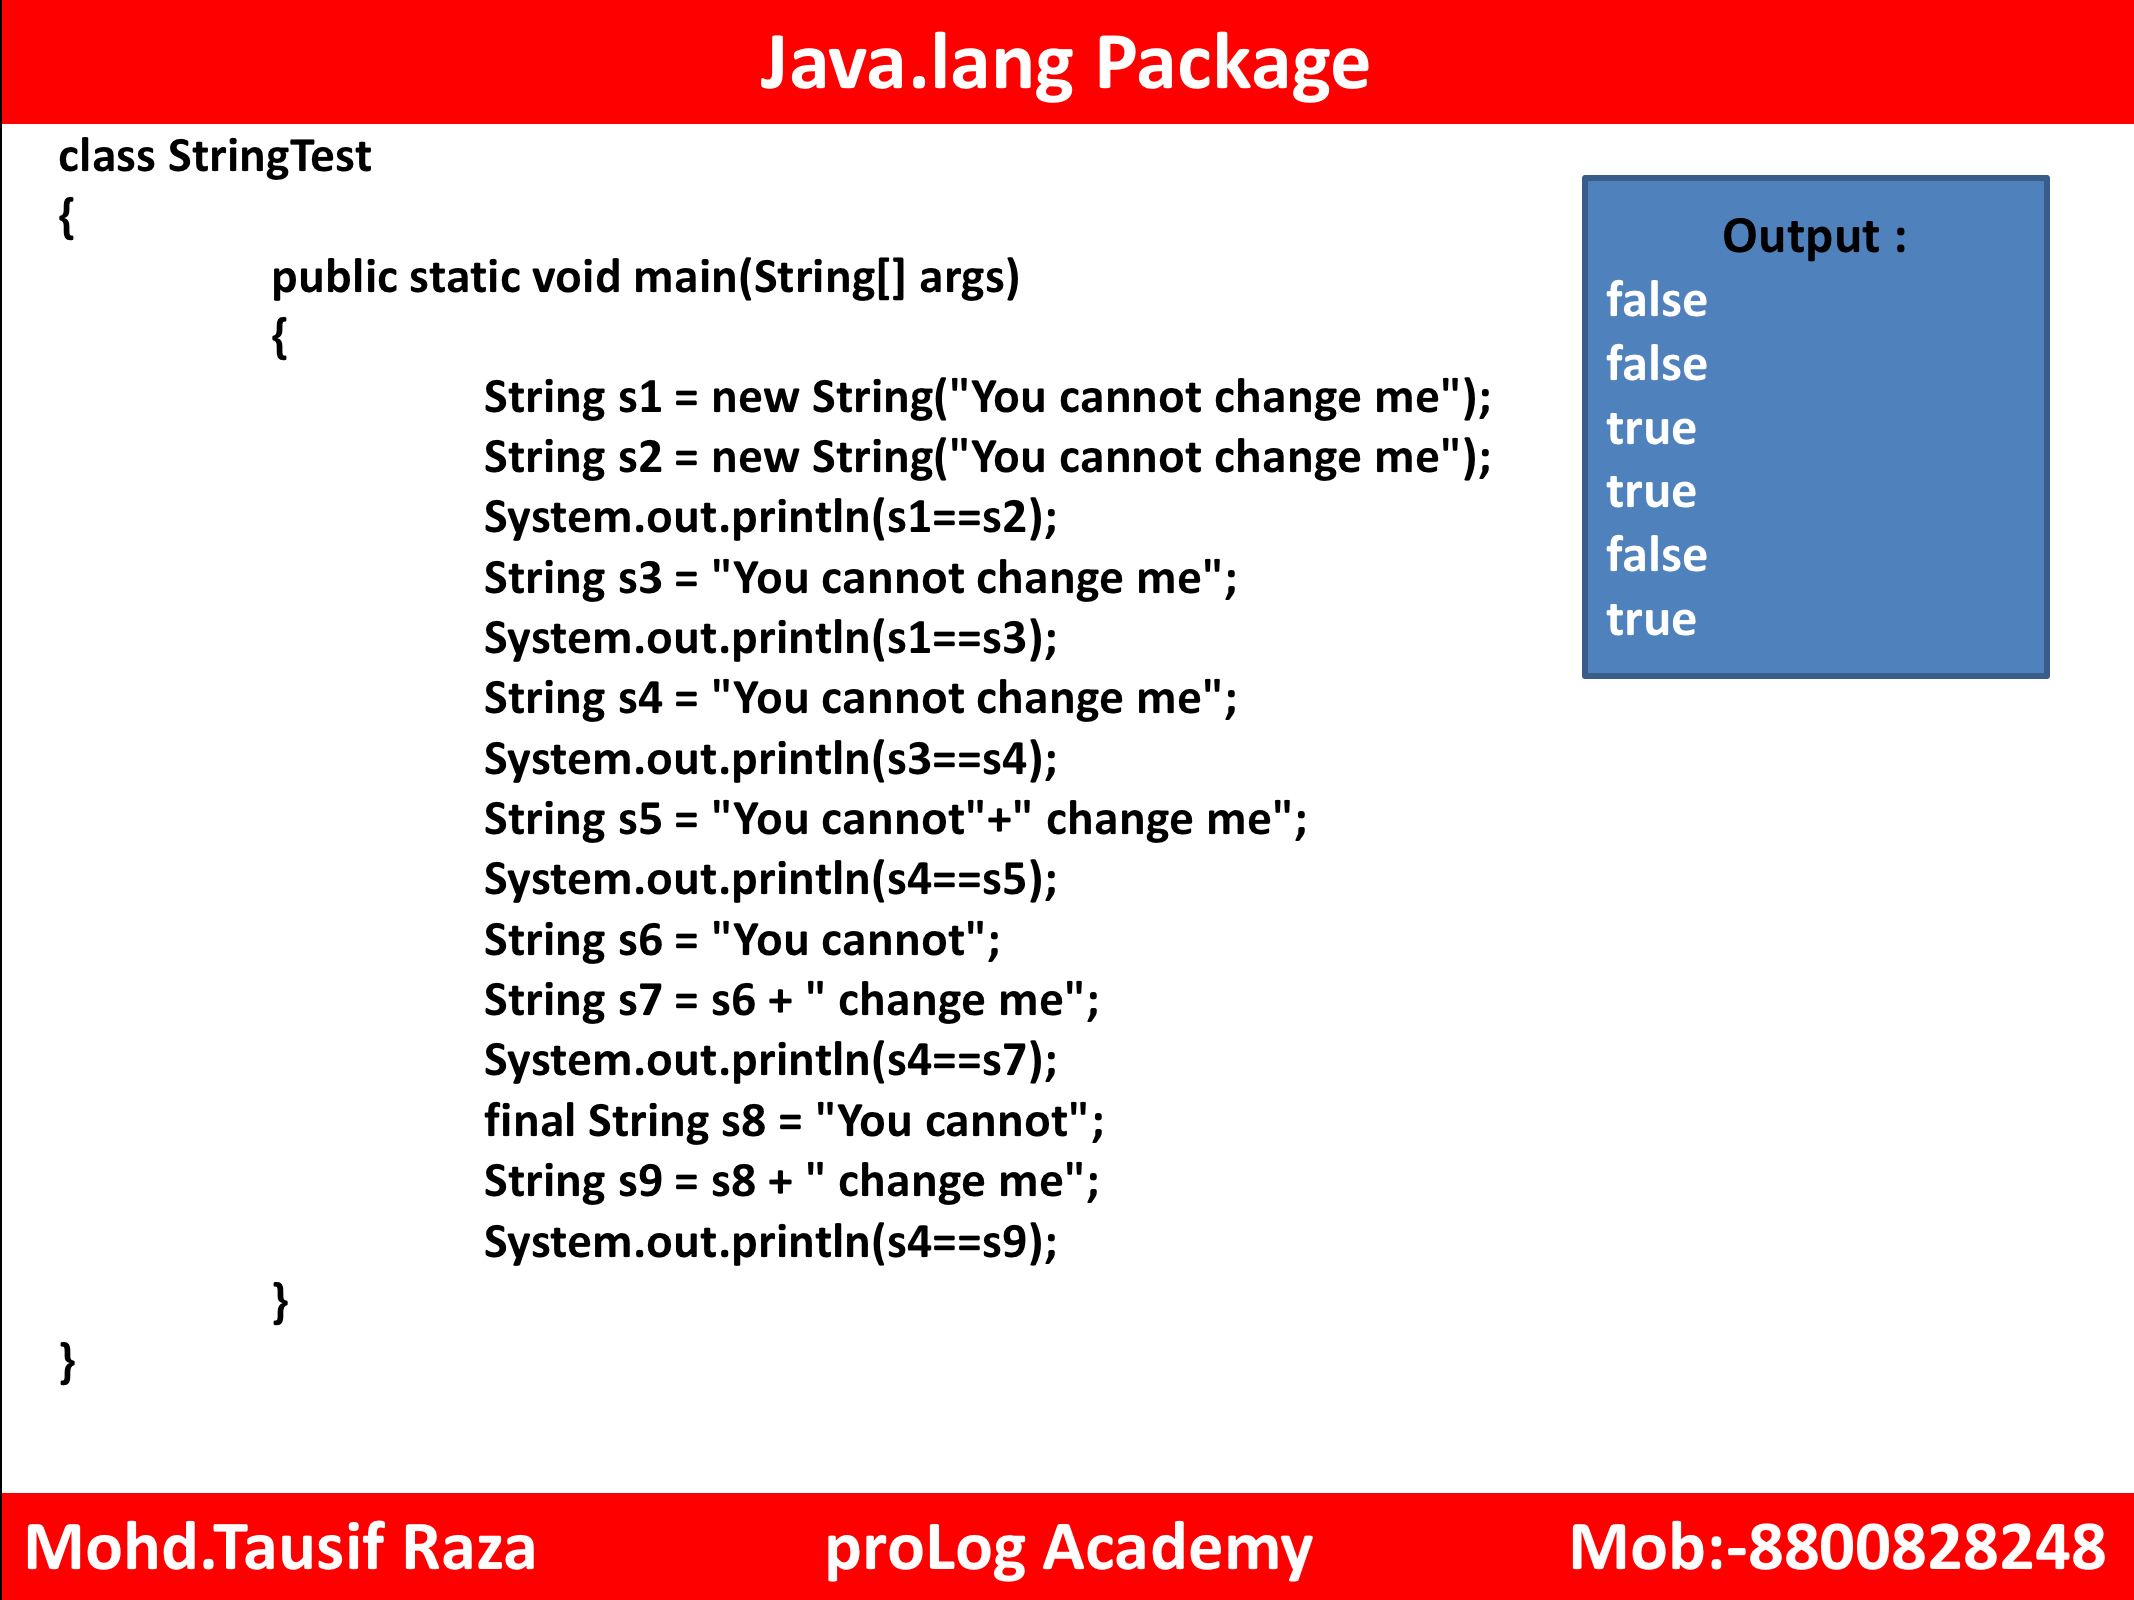 Java.lang Package
class StringTest
{
public static void main(String[] args)
{
String s1 = new String("You cannot change me");
String s2 = new String("You cannot change me");
System.out.println(s1==s2);
String s3 = "You cannot change me";
System.out.println(s1==s3);
String s4 = "You cannot change me";
System.out.println(s3==s4);
String s5 = "You cannot"+" change me";
System.out.println(s4==s5);
String s6 = "You cannot";
String s7 = s6 + " change me";
System.out.println(s4==s7);
final String s8 = "You cannot";
String s9 = s8 + " change me";
System.out.println(s4==s9);
}
}
Output :
false
false
true
true
false
true
Mohd.Tausif Raza proLog Academy Mob:-8800828248